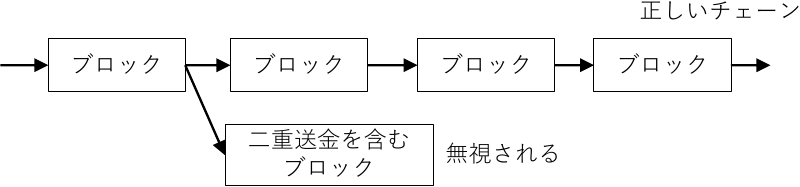 正しいチェーン
ブロック
ブロック
ブロック
ブロック
二重送金を含む
ブロック
無視される